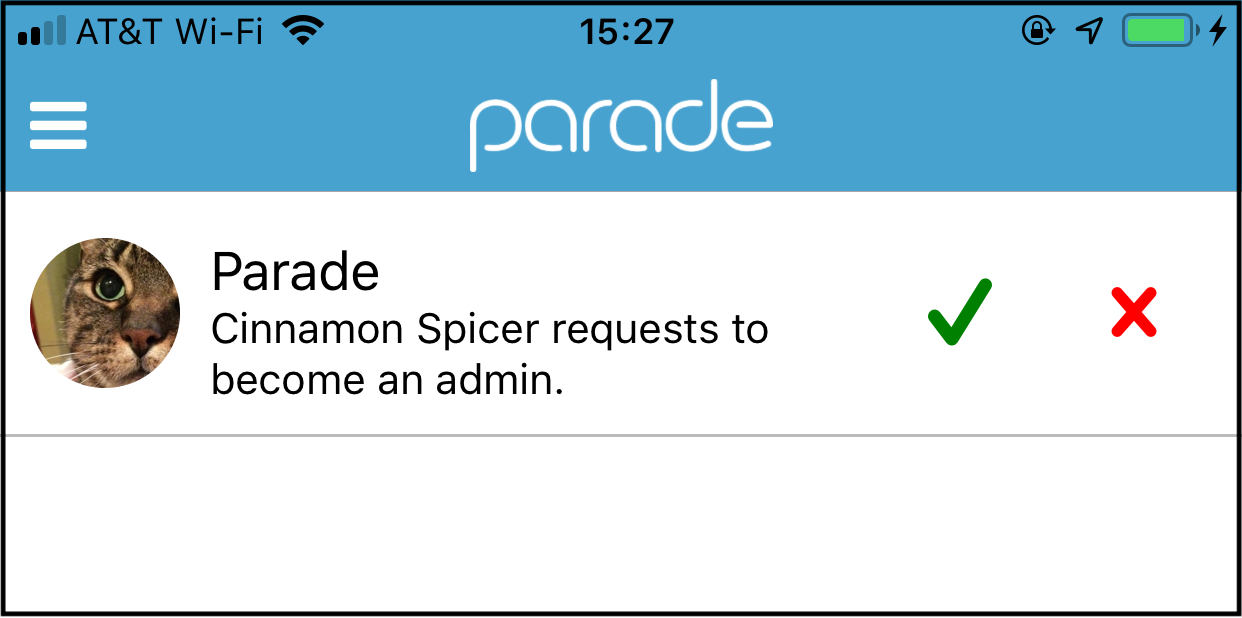 AT&T Wi-Fi 15:27
parade
Parade
Cinnamon Spicer requests to
become an admin.